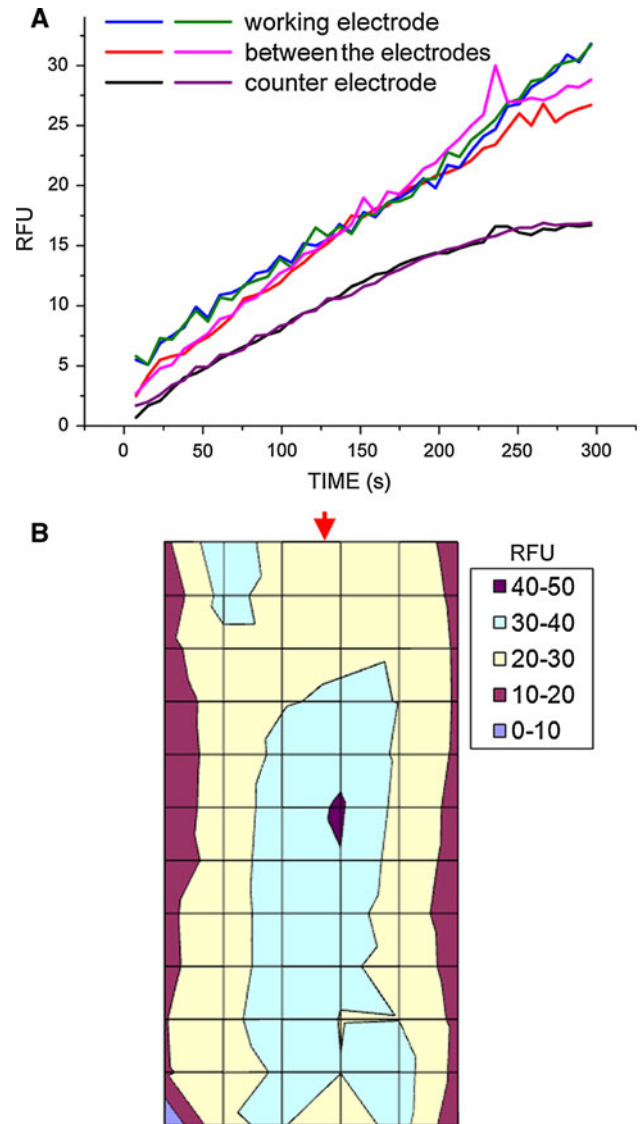 A
working electrode
between the electrodes
counter electrode
RFU
30
25
20
15
10
5
0
0 50 100 150 200 250 300
TIME (s)
B
RFU
40-50
30-40
20-30
10-20
0-10